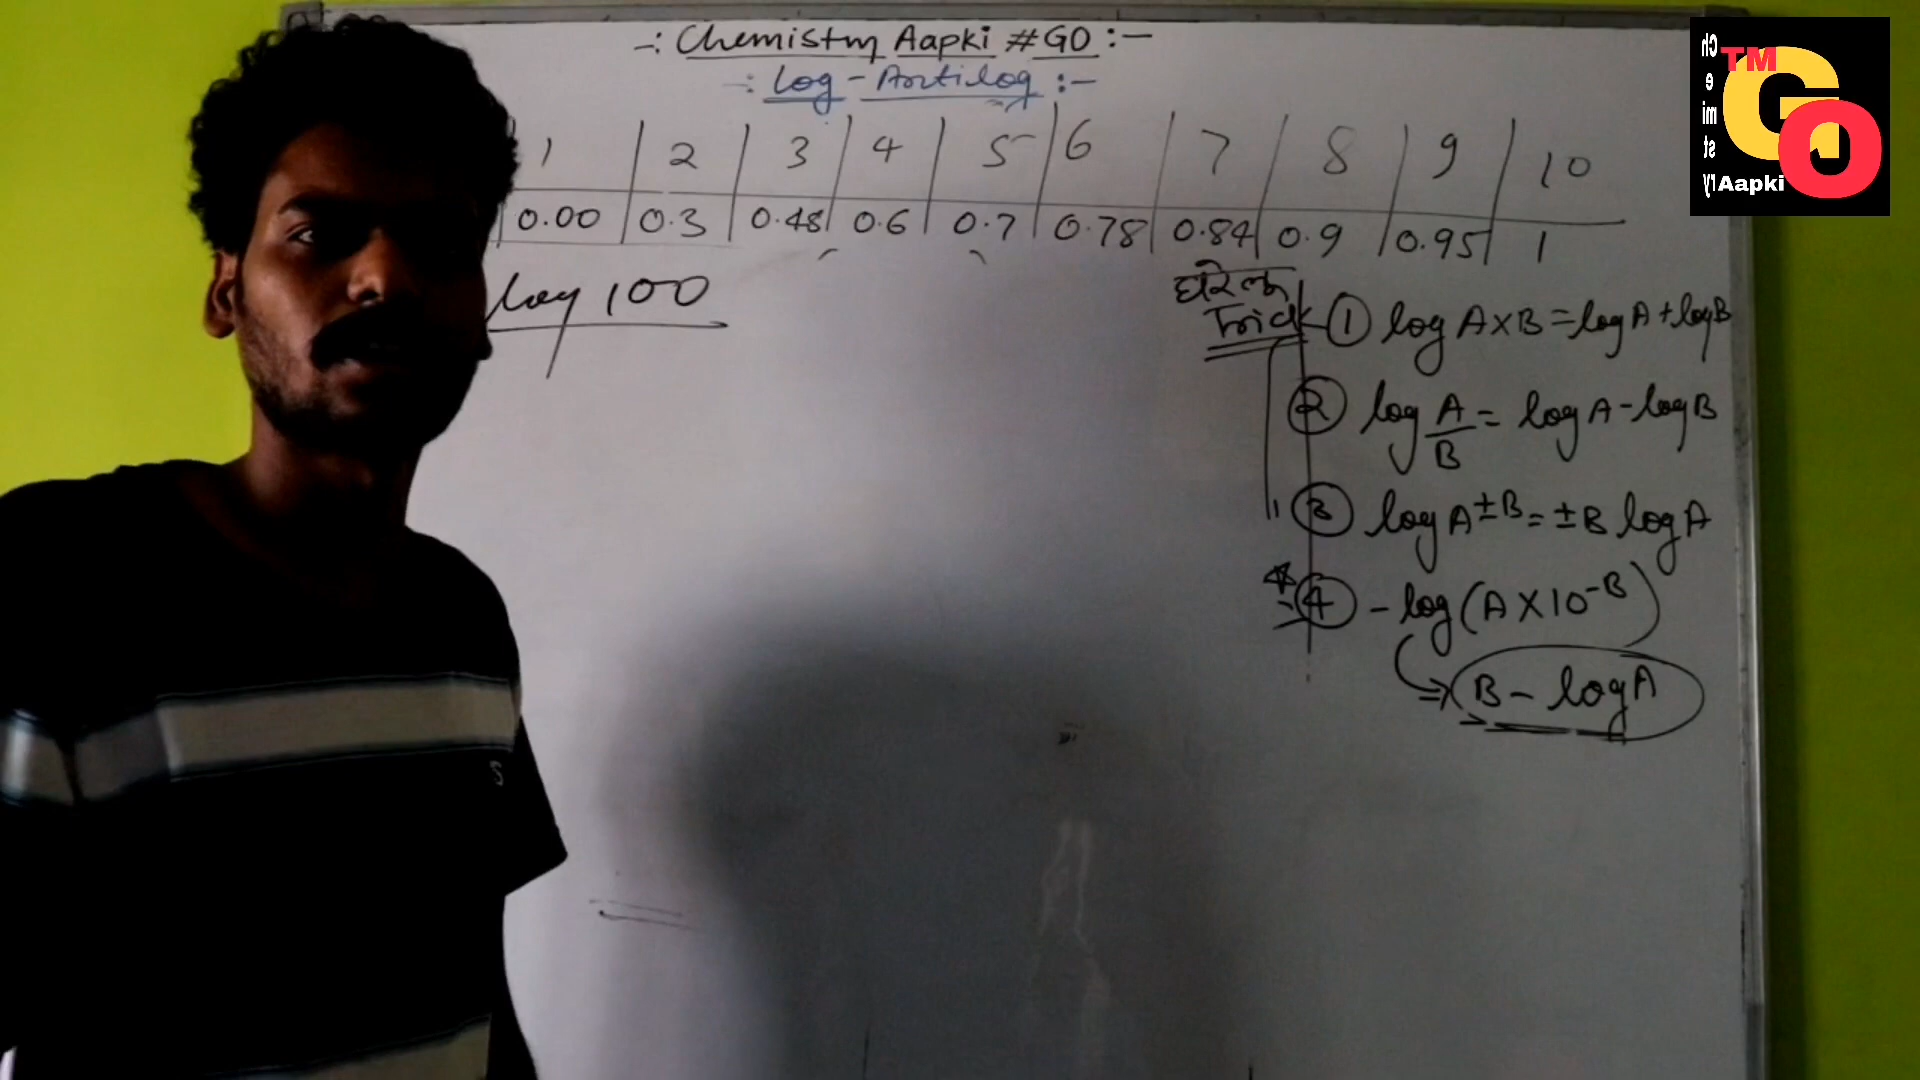 -: Chemistry Aapki #GO :-
-: Log-Antilog :-
1 2 3 4 5 6 7 8 9 10
0.00 0.3 0.48 0.6 0.7 0.78 0.84 0.9 0.95 1
log 100
घरेलू
Trick
① log A×B = log A + log B
② log A/B = log A - log B
③ log A^±B = ±B log A
④ - log (A × 10^-B)
⇒ B - log A
Chemistry
TM
GO
Aapki